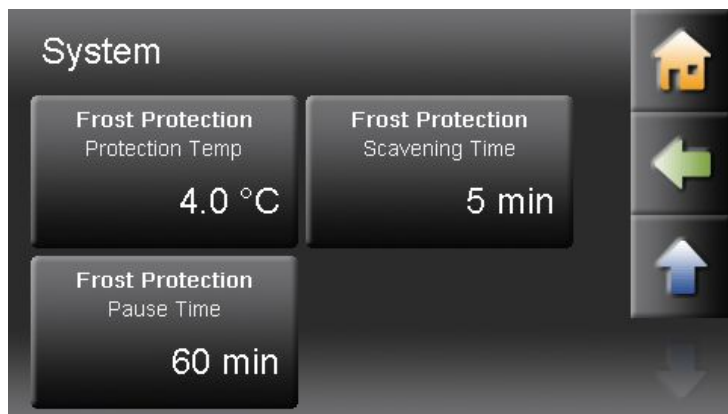 System
Frost Protection
Protection Temp
4.0 °C
Frost Protection
Scavening Time
5 min
Frost Protection
Pause Time
60 min